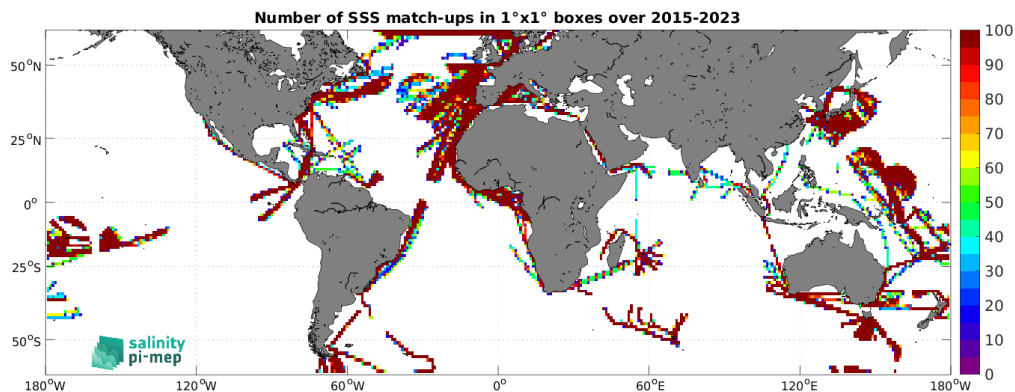 Number of SSS match-ups in 1°x1° boxes over 2015-2023
50°N
25°N
0°
25°S
50°S
180°W
120°W
60°W
0°
60°E
120°E
180°W
100
90
80
70
60
50
40
30
20
10
0
salinity
pi-mep